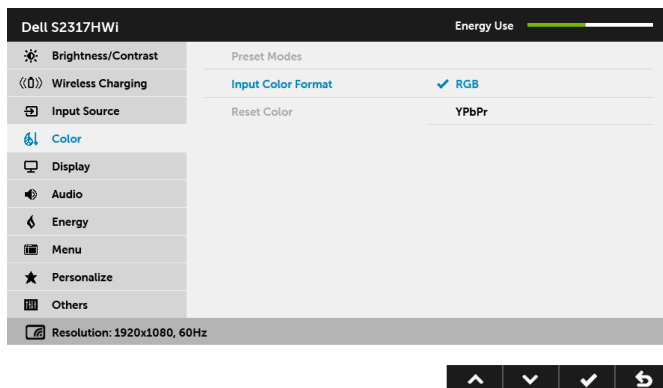 Dell S2317HWi
Energy Use
Brightness/Contrast
Preset Modes
Wireless Charging
Input Color Format
RGB
Input Source
Reset Color
YPbPr
Color
Display
Audio
Energy
Menu
Personalize
Others
Resolution: 1920x1080, 60Hz